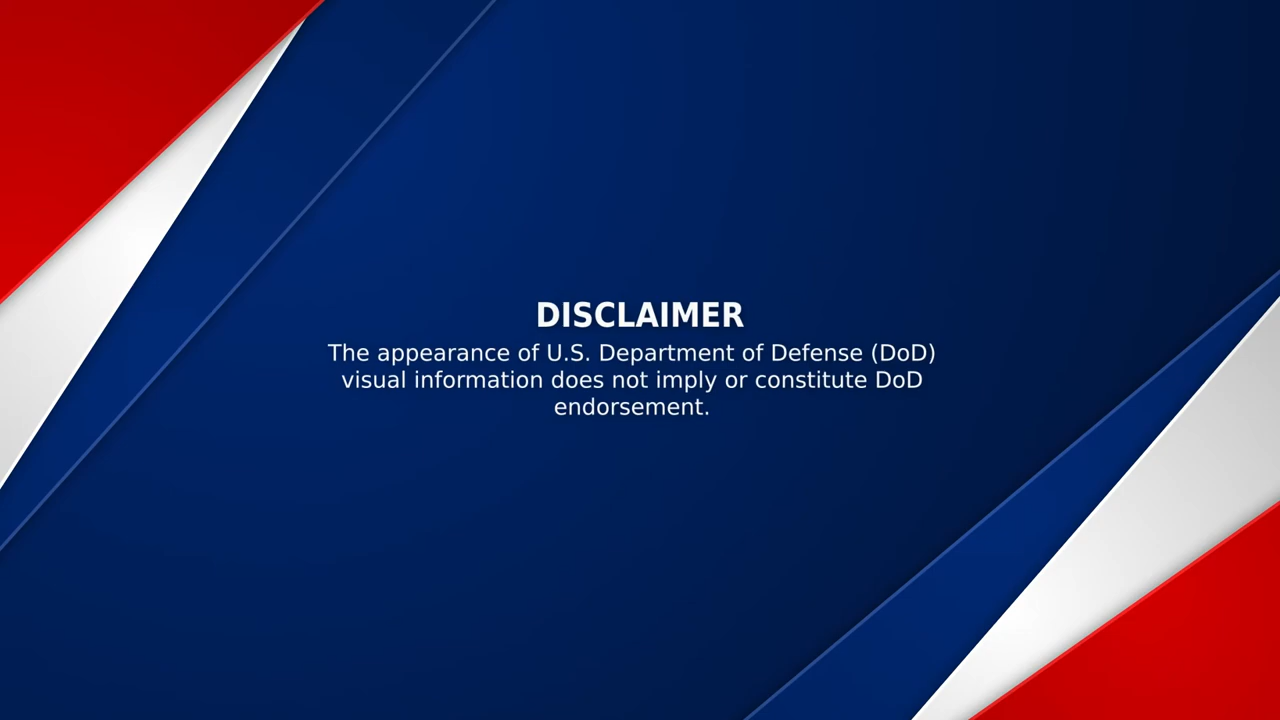 DISCLAIMER
The appearance of U.S. Department of Defense (DoD)
visual information does not imply or constitute DoD
endorsement.